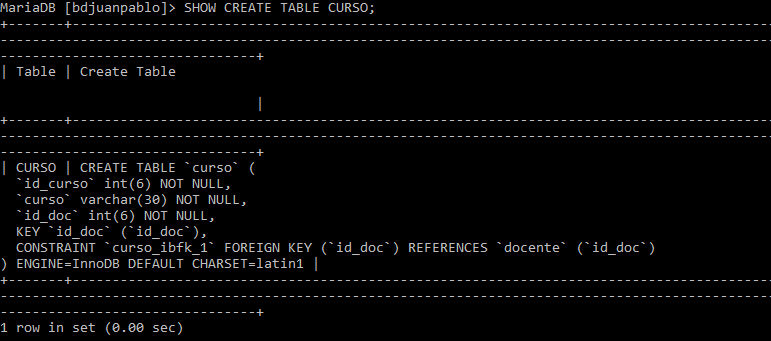 MariaDB [bdjuanpablo]> SHOW CREATE TABLE CURSO;
+-------+----------------------------------------------------------------------------------------
-------------------------------------------------------------------------------------------------
--------------------------------+
| Table | Create Table

                                |
+-------+----------------------------------------------------------------------------------------
-------------------------------------------------------------------------------------------------
--------------------------------+
| CURSO | CREATE TABLE `curso` (
  `id_curso` int(6) NOT NULL,
  `curso` varchar(30) NOT NULL,
  `id_doc` int(6) NOT NULL,
  KEY `id_doc` (`id_doc`),
  CONSTRAINT `curso_ibfk_1` FOREIGN KEY (`id_doc`) REFERENCES `docente` (`id_doc`)
) ENGINE=InnoDB DEFAULT CHARSET=latin1 |
+-------+----------------------------------------------------------------------------------------
-------------------------------------------------------------------------------------------------
--------------------------------+
1 row in set (0.00 sec)